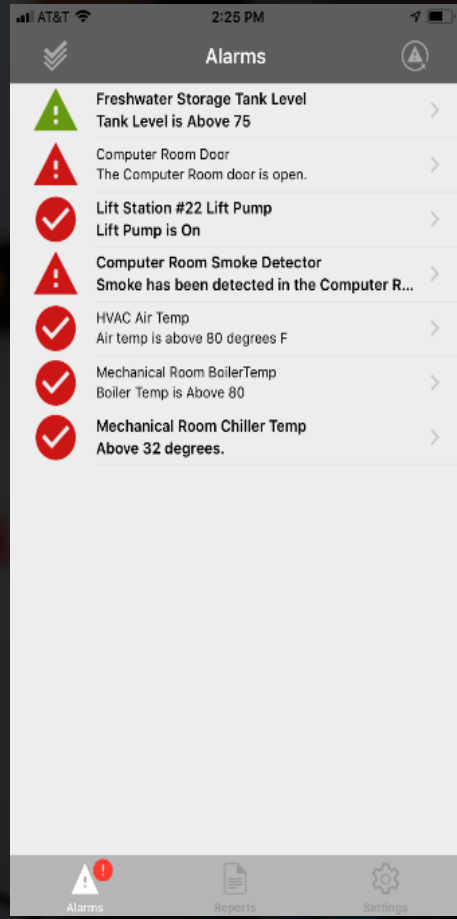 AT&T 2:25 PM
Alarms
Freshwater Storage Tank Level
Tank Level is Above 75
Computer Room Door
The Computer Room door is open.
Lift Station #22 Lift Pump
Lift Pump is On
Computer Room Smoke Detector
Smoke has been detected in the Computer R...
HVAC Air Temp
Air temp is above 80 degrees F
Mechanical Room BoilerTemp
Boiler Temp is Above 80
Mechanical Room Chiller Temp
Above 32 degrees.
Alarms Reports Settings